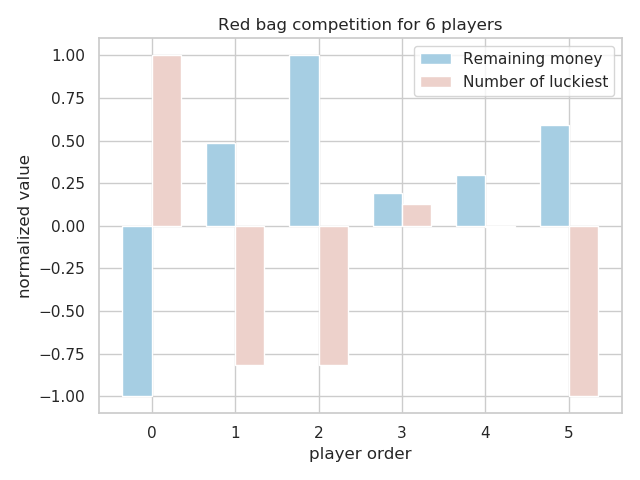 Red bag competition for 6 players
Remaining money
Number of luckiest
1.00
0.75
0.50
0.25
0.00
−0.25
−0.50
−0.75
−1.00
normalized value
0 1 2 3 4 5
player order